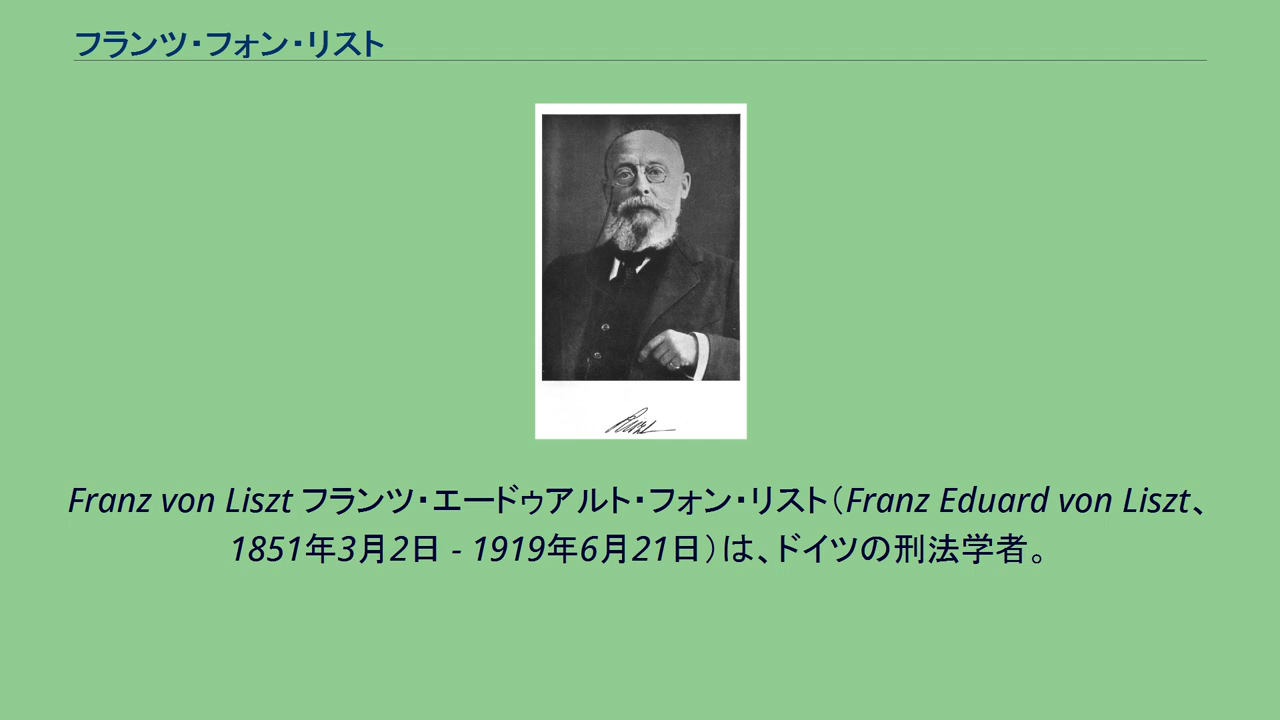 フランツ・フォン・リスト
Franz von Liszt フランツ・エードゥアルト・フォン・リスト（Franz Eduard von Liszt、
1851年3月2日 - 1919年6月21日）は、ドイツの刑法学者。